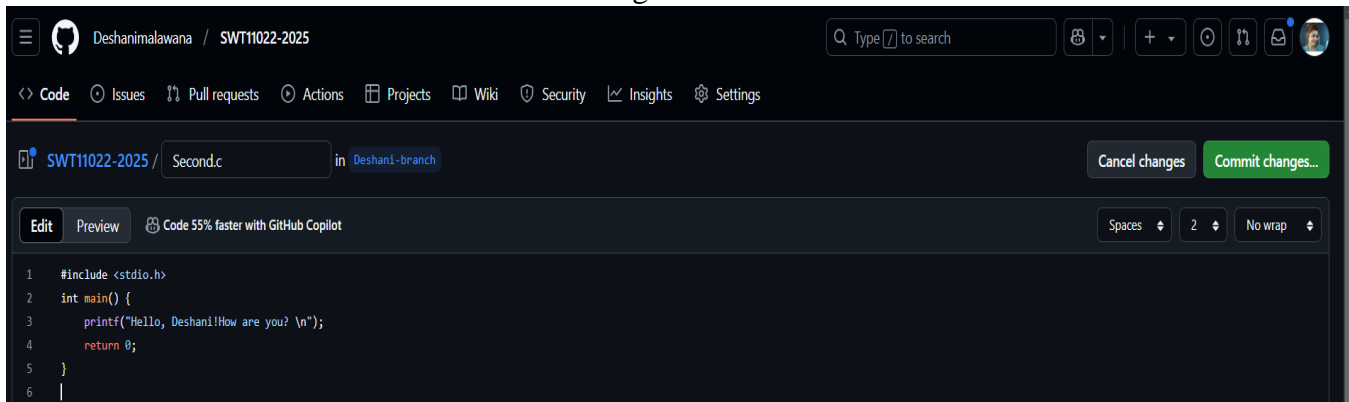 Deshanimalawana / SWT11022-2025
Type / to search
Code Issues Pull requests Actions Projects Wiki Security Insights Settings
SWT11022-2025 / Second.c in Deshani-branch
Cancel changes Commit changes...
Edit Preview Code 55% faster with GitHub Copilot
Spaces 2 No wrap
1 #include <stdio.h>
2 int main() {
3 printf("Hello, Deshani!How are you? \n");
4 return 0;
5 }
6